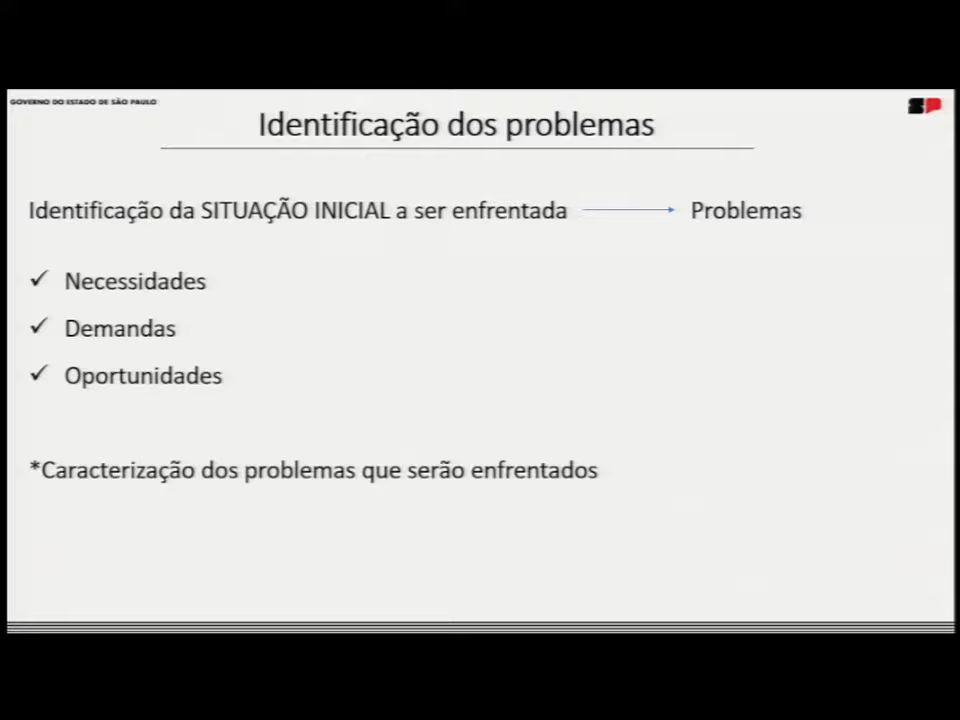 GOVERNO DO ESTADO DE SÃO PAULO
SP
Identificação dos problemas
Identificação da SITUAÇÃO INICIAL a ser enfrentada Problemas
✓ Necessidades
✓ Demandas
✓ Oportunidades
*Caracterização dos problemas que serão enfrentados